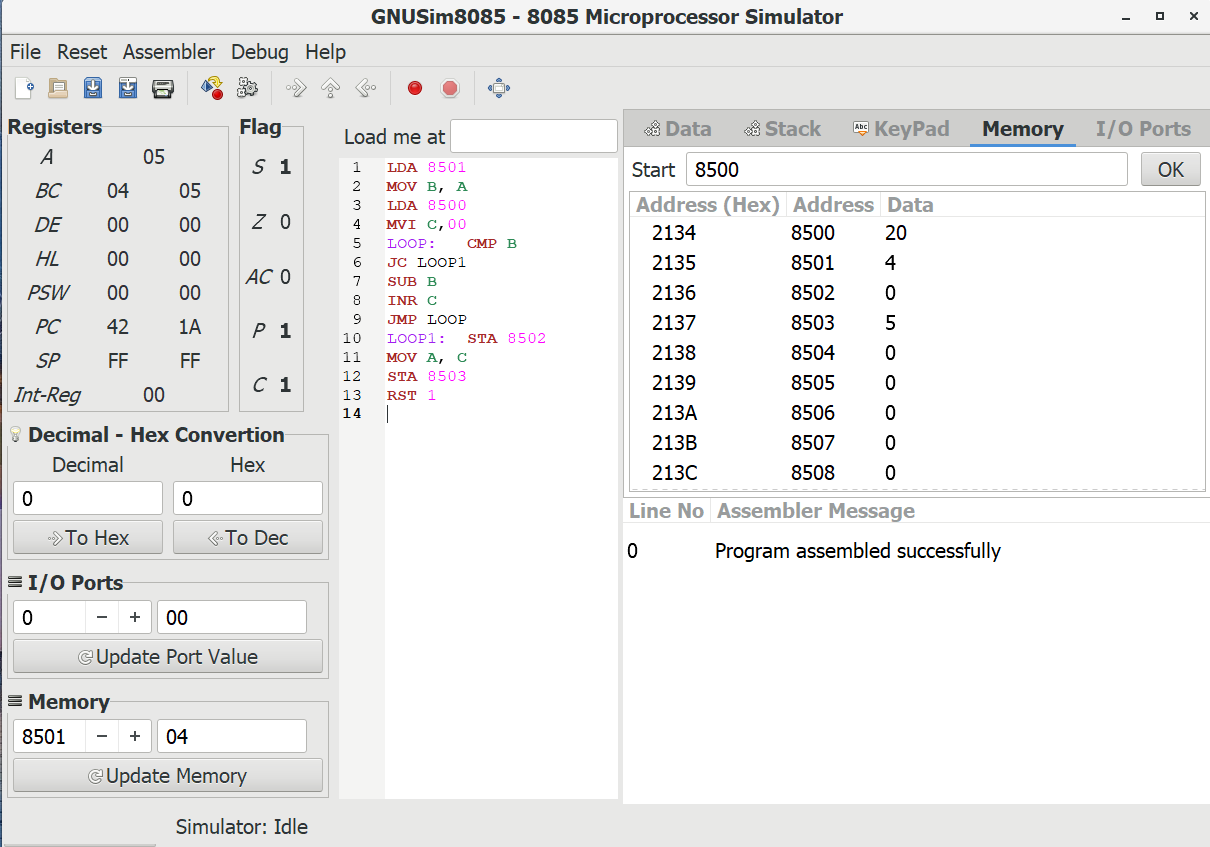 GNUSim8085 - 8085 Microprocessor Simulator
File Reset Assembler Debug Help
Registers
A 05
BC 04 05
DE 00 00
HL 00 00
PSW 00 00
PC 42 1A
SP FF FF
Int-Reg 00
Flag
S 1
Z 0
AC 0
P 1
C 1
Decimal - Hex Convertion
Decimal Hex
0 0
To Hex To Dec
I/O Ports
0 − + 00
Update Port Value
Memory
8501 − + 04
Update Memory
Load me at
1 LDA 8501
2 MOV B, A
3 LDA 8500
4 MVI C,00
5 LOOP: CMP B
6 JC LOOP1
7 SUB B
8 INR C
9 JMP LOOP
10 LOOP1: STA 8502
11 MOV A, C
12 STA 8503
13 RST 1
14
Data Stack Abc KeyPad Memory I/O Ports
Start 8500 OK
Address (Hex) Address Data
2134 8500 20
2135 8501 4
2136 8502 0
2137 8503 5
2138 8504 0
2139 8505 0
213A 8506 0
213B 8507 0
213C 8508 0
Line No Assembler Message
0 Program assembled successfully
Simulator: Idle